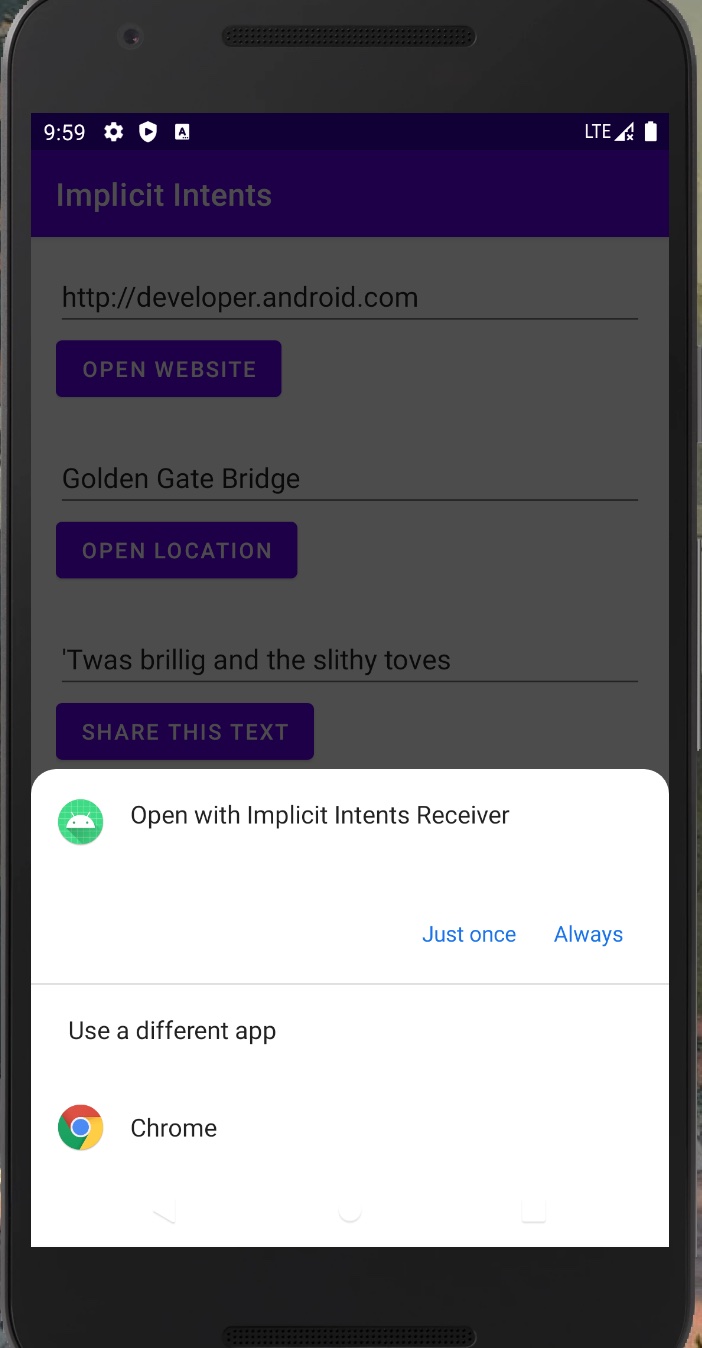 9:59 LTE
Implicit Intents
http://developer.android.com
OPEN WEBSITE
Golden Gate Bridge
OPEN LOCATION
'Twas brillig and the slithy toves
SHARE THIS TEXT
Open with Implicit Intents Receiver
Just once Always
Use a different app
Chrome